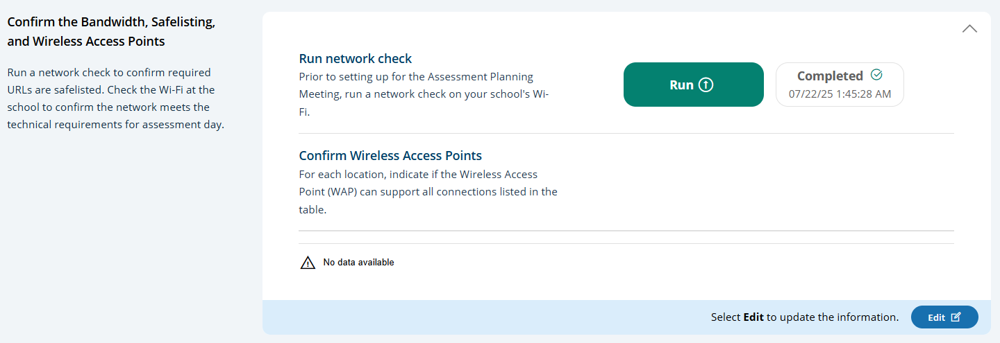 Confirm the Bandwidth, Safelisting,
and Wireless Access Points
Run a network check to confirm required
URLs are safelisted. Check the Wi-Fi at the
school to confirm the network meets the
technical requirements for assessment day.
Run network check
Prior to setting up for the Assessment Planning
Meeting, run a network check on your school's Wi-
Fi.
Run
Completed
07/22/25 1:45:28 AM
Confirm Wireless Access Points
For each location, indicate if the Wireless Access
Point (WAP) can support all connections listed in the
table.
No data available
Select Edit to update the information.
Edit